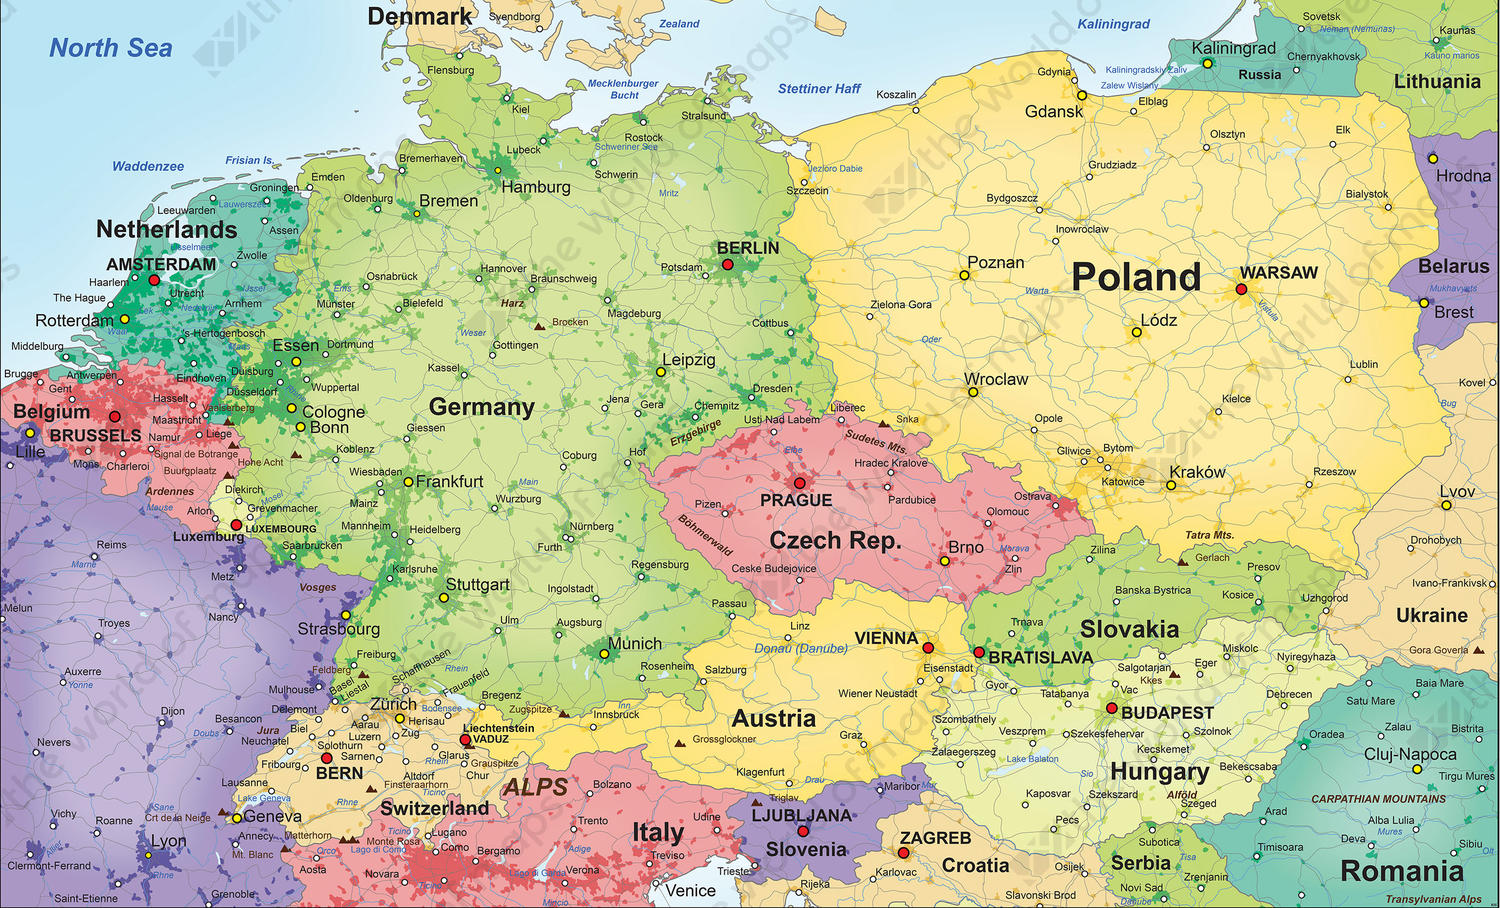 Denmark
Svendborg
Zealand
Kaliningrad
Sovetsk
Neman (Nemunas)
Kaunas
Kauno marios
North Sea
Flensburg
Mecklenburger
Bucht
Stettiner Haff
Koszalin
Gdynia
Gdansk
Kaliningradskiy Zaliv
Zalew Wislany
Elblag
Kaliningrad
Russia
Chernyakhovsk
Lithuania
Kiel
Stralsund
Rostock
Lubeck
Schweriner See
Schwerin
Hamburg
Olsztyn
Elk
Hrodna
Waddenzee
Frisian Is.
Bremerhaven
Emden
Groningen
Oldenburg
Bremen
Müritz
Jezioro Dabie
Szczecin
Grudziadz
Bydgoszcz
Bialystok
Leeuwarden
Lauwerszee
Assen
Netherlands
IJsselmeer
Inowroclaw
Belarus
AMSTERDAM
Zwolle
BERLIN
Potsdam
Poznan
Poland
WARSAW
Mukhavyets
Haarlem
Utrecht
IJssel
Osnabrück
Hannover
Braunschweig
Ems
The Hague
Arnhem
Münster
Bielefeld
Harz
Magdeburg
Zielona Gora
Warta
Vistula
Brest
Rotterdam
Brocken
Cottbus
Lódz
's-Hertogenbosch
Weser
Oder
Middelburg
Essen
Dortmund
Gottingen
Leipzig
Brugge
Antwerpen
Eindhoven
Duisburg
Wuppertal
Kassel
Wroclaw
Lublin
Kovel
Gent
Düsseldorf
Dresden
Kielce
Bug
Belgium
Hasselt
Vaalserberg
Cologne
Germany
Jena
Gera
Chemnitz
Usti Nad Labem
Liberec
Snka
Opole
BRUSSELS
Maastricht
Bonn
Giessen
Erzgebirge
Sudetes Mts.
Lille
Namur
Liege
Signal de Botrange
Koblenz
Coburg
Hof
Elbe
Hradec Kralove
Gliwice
Bytom
Mons
Charleroi
Buurgplaatz
Hohe Acht
Wiesbaden
Frankfurt
Main
Katowice
Kraków
Rzeszow
Ardennes
Diekirch
Mosel
Mainz
Wurzburg
Pizen
PRAGUE
Pardubice
Ostrava
Lvov
Meuse
Arlon
Grevenmacher
LUXEMBOURG
Olomouc
Luxemburg
Mannheim
Heidelberg
Nürnberg
Böhmerwald
Czech Rep.
Tatra Mts.
Drohobych
Reims
Saarbrucken
Furth
Brno
Morava
Zilina
Gerlach
Marne
Metz
Karlsruhe
Regensburg
Ceske Budejovice
Zlin
Presov
Vosges
Stuttgart
Ingolstadt
Banska Bystrica
Kosice
Uzhgorod
Ivano-Frankivsk
Melun
Nancy
Passau
Troyes
Strasbourg
Ulm
Augsburg
Linz
VIENNA
Trnava
Slovakia
Ukraine
Donau (Danube)
Munich
BRATISLAVA
Miskolc
Gora Goverla
Auxerre
Yonne
Freiburg
Schaffhausen
Rhein
Rosenheim
Salzburg
Eisenstadt
Salgotarjan
Eger
Nyiregyhaza
Feldberg
Kkes
Mulhouse
Basel
Liestal
Frauenfeld
Bregenz
Wiener Neustadt
Gyor
Vac
Debrecen
Baia Mare
Delemont
Zürich
Bodensee
Zugspitze
Inn
Innsbruck
Tatabanya
BUDAPEST
Satu Mare
Dijon
Besancon
Biel
Aarau
Herisau
Austria
Szombathely
Zalau
Bistrita
Doubs
Jura
Neuchatel
Luzern
Zug
Liechtenstein
VADUZ
Grossglockner
Graz
Veszprem
Szekesfehervar
Szolnok
Oradea
Nevers
Solothurn
Sarnen
Glarus
Zalaegerszeg
Kecskemet
Cluj-Napoca
Fribourg
BERN
Rhein
Grauspitze
Lake Balaton
Bekescsaba
Altdorf
Chur
ALPS
Klagenfurt
Drau
Sio
Hungary
Tirgu Mures
Lausanne
Finsteraarhorn
Bolzano
Maribor
Mur
Kaposvar
Szekszard
Alföld
Lake Geneva
Rhne
Ticino
Triglav
Szeged
CARPATHIAN MOUNTAINS
Sane
Switzerland
Vichy
Roanne
Crt de la Neige
Geneva
Trento
Udine
LJUBLJANA
Pecs
Arad
Alba Lulia
Mures
Lyon
Annecy
Matterhorn
Ticino
Lugano
Italy
ZAGREB
Subotica
Deva
Sibiu
Monte Rosa
Como
Slovenia
Tisa
Timisoara
Olt
Mt. Blanc
Orco
Lago di Como
Bergamo
Adige
Treviso
Croatia
Serbia
Clermont-Ferrand
Aosta
Lago di Garda
Verona
Trieste
Karlovac
Osijek
Romania
Rhne
Novara
Ticino
Venice
Rijeka
Zrenjanin
Saint-Etienne
Grenoble
Mincio
Slavonski Brod
Novi Sad
Danube
Transylvanian Alps
the world of maps